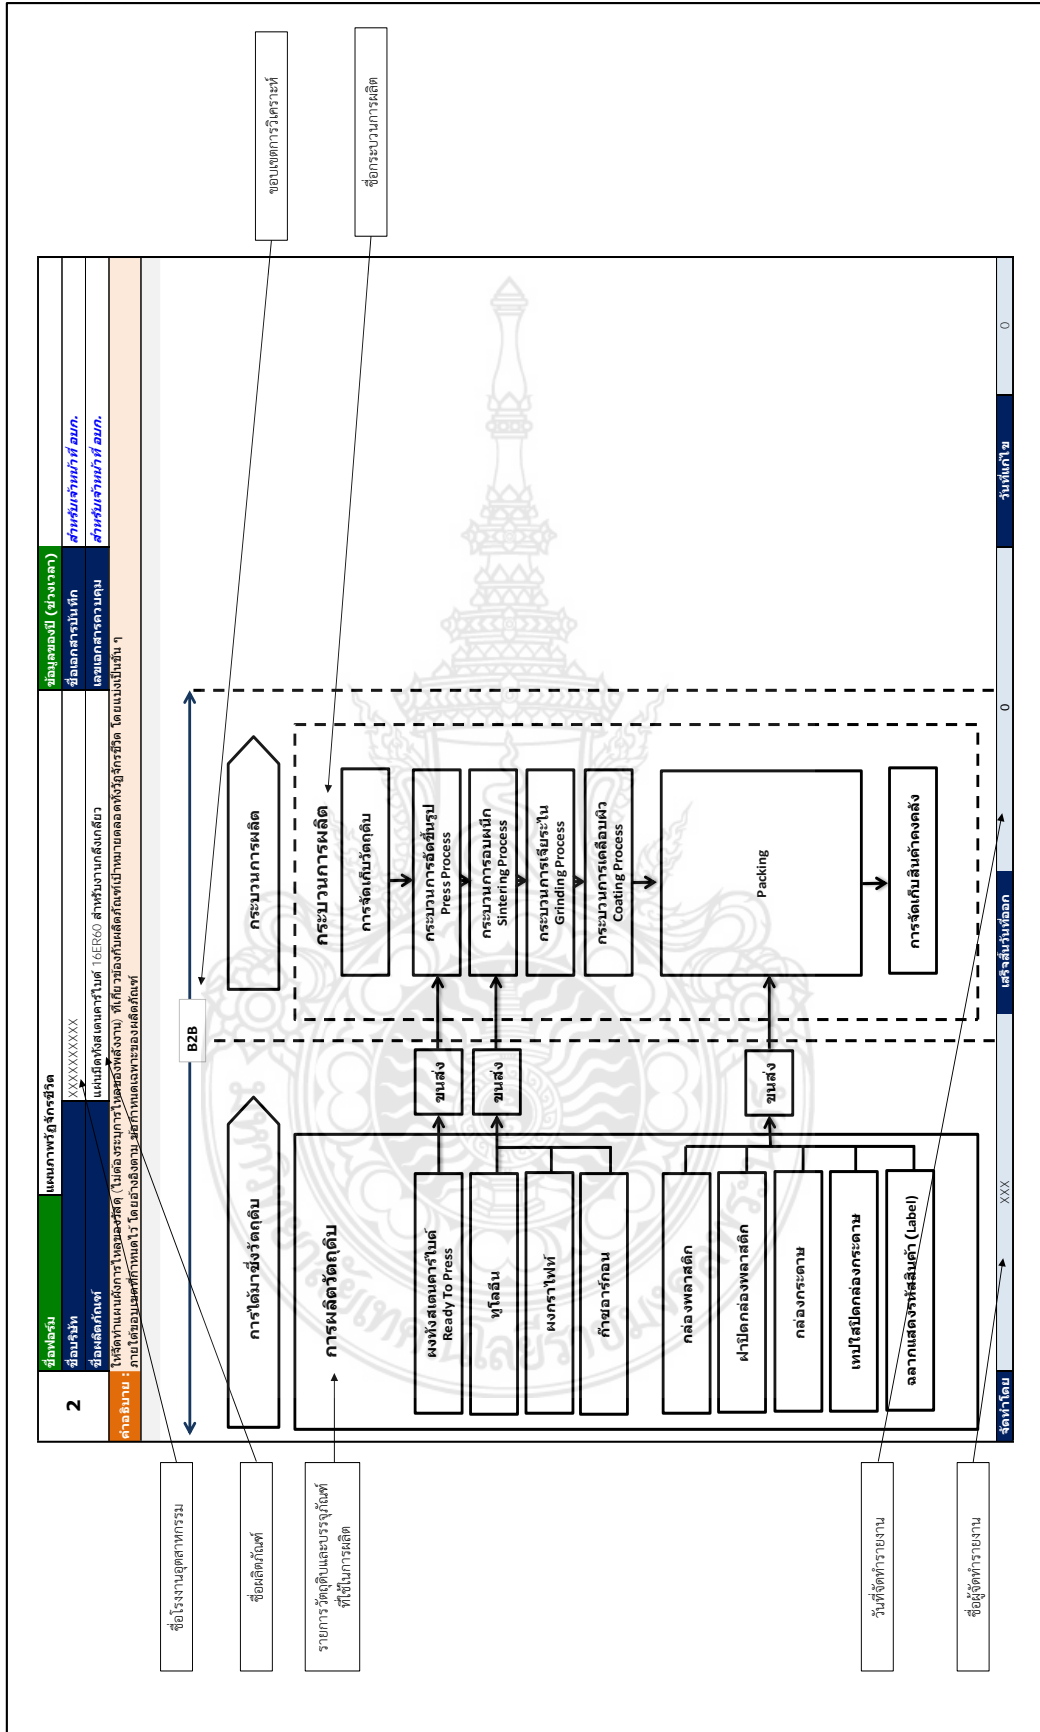 ขอบเขตการวิเคราะห์
ชื่อกระบวนการผลิต
2
ชื่อฟอร์ม
แผนภาพวัฏจักรชีวิต
ข้อมูลของปี (ช่วงเวลา)
ชื่อบริษัท
XXXXXXXXXX
ชื่อเอกสารบันทึก
สำหรับเจ้าหน้าที่ อบก.
ชื่อผลิตภัณฑ์
แผ่นมีดทังสเตนคาร์ไบด์ 16ER60 สำหรับงานกลึงเกลียว
เลขเอกสารควบคุม
สำหรับเจ้าหน้าที่ อบก.
คำอธิบาย :
ให้จัดทำแผนผังการไหลของวัสดุ (ไม่ต้องระบุการไหลของพลังงาน) ที่เกี่ยวข้องกับผลิตภัณฑ์เป้าหมายตลอดทั้งวัฏจักรชีวิต โดยแบ่งเป็นขั้น ๆ
ภายใต้ขอบเขตที่กำหนดไว้ โดยอ้างอิงตาม ข้อกำหนดเฉพาะของผลิตภัณฑ์
B2B
การได้มาซึ่งวัตถุดิบ
กระบวนการผลิต
การผลิตวัตถุดิบ
กระบวนการผลิต
การจัดเก็บวัตถุดิบ
ผงทังสเตนคาร์ไบด์
Ready To Press
ขนส่ง
กระบวนการอัดขึ้นรูป
Press Process
ทูโลอีน
ขนส่ง
กระบวนการอบผนึก
Sintering Process
ผงกราไฟท์
กระบวนการเจียระไน
Grinding Process
ก๊าซอาร์กอน
กระบวนการเคลือบผิว
Coating Process
กล่องพลาสติก
ฝาปิดกล่องพลาสติก
กล่องกระดาษ
เทปใสปิดกล่องกระดาษ
ฉลากแสดงรหัสสินค้า (Label)
ขนส่ง
Packing
การจัดเก็บสินค้าคงคลัง
จัดทำโดย
XXX
เสร็จสิ้นวันที่ออก
0
วันที่แก้ไข
0
ชื่อโรงงานอุตสาหกรรม
ชื่อผลิตภัณฑ์
รายการวัตถุดิบและบรรจุภัณฑ์
ที่ใช้ในการผลิต
วันที่จัดทำรายงาน
ชื่อผู้จัดทำรายงาน